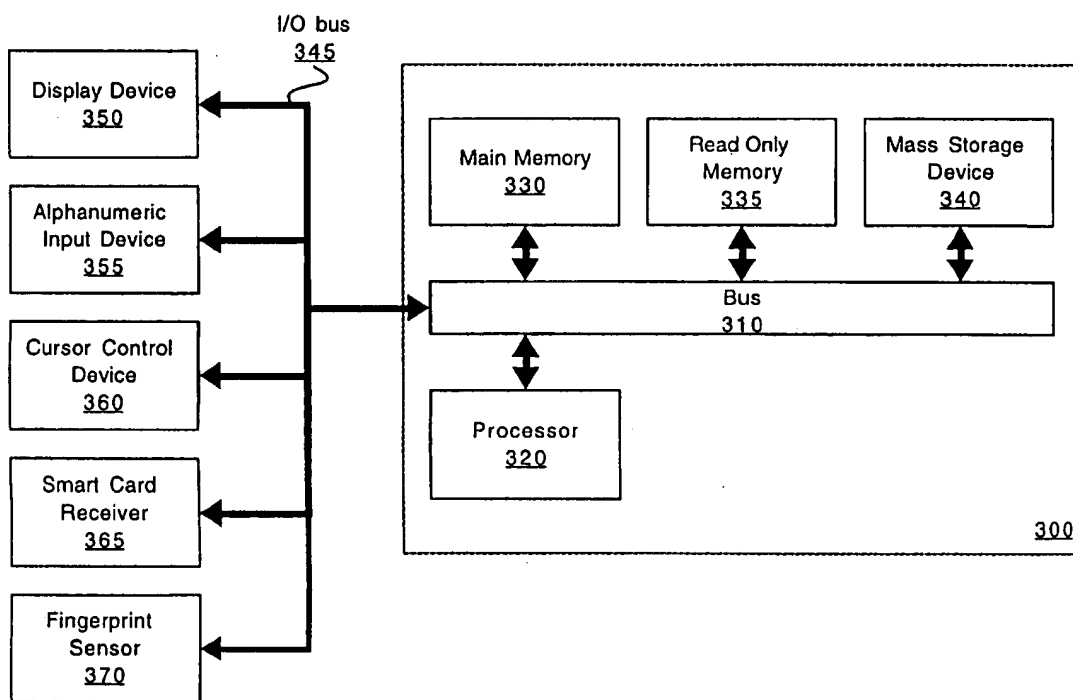 I/O bus
345
Display Device
350
Alphanumeric
Input Device
355
Cursor Control
Device
360
Smart Card
Receiver
365
Fingerprint
Sensor
370
Main Memory
330
Read Only
Memory
335
Mass Storage
Device
340
Bus
310
Processor
320
300